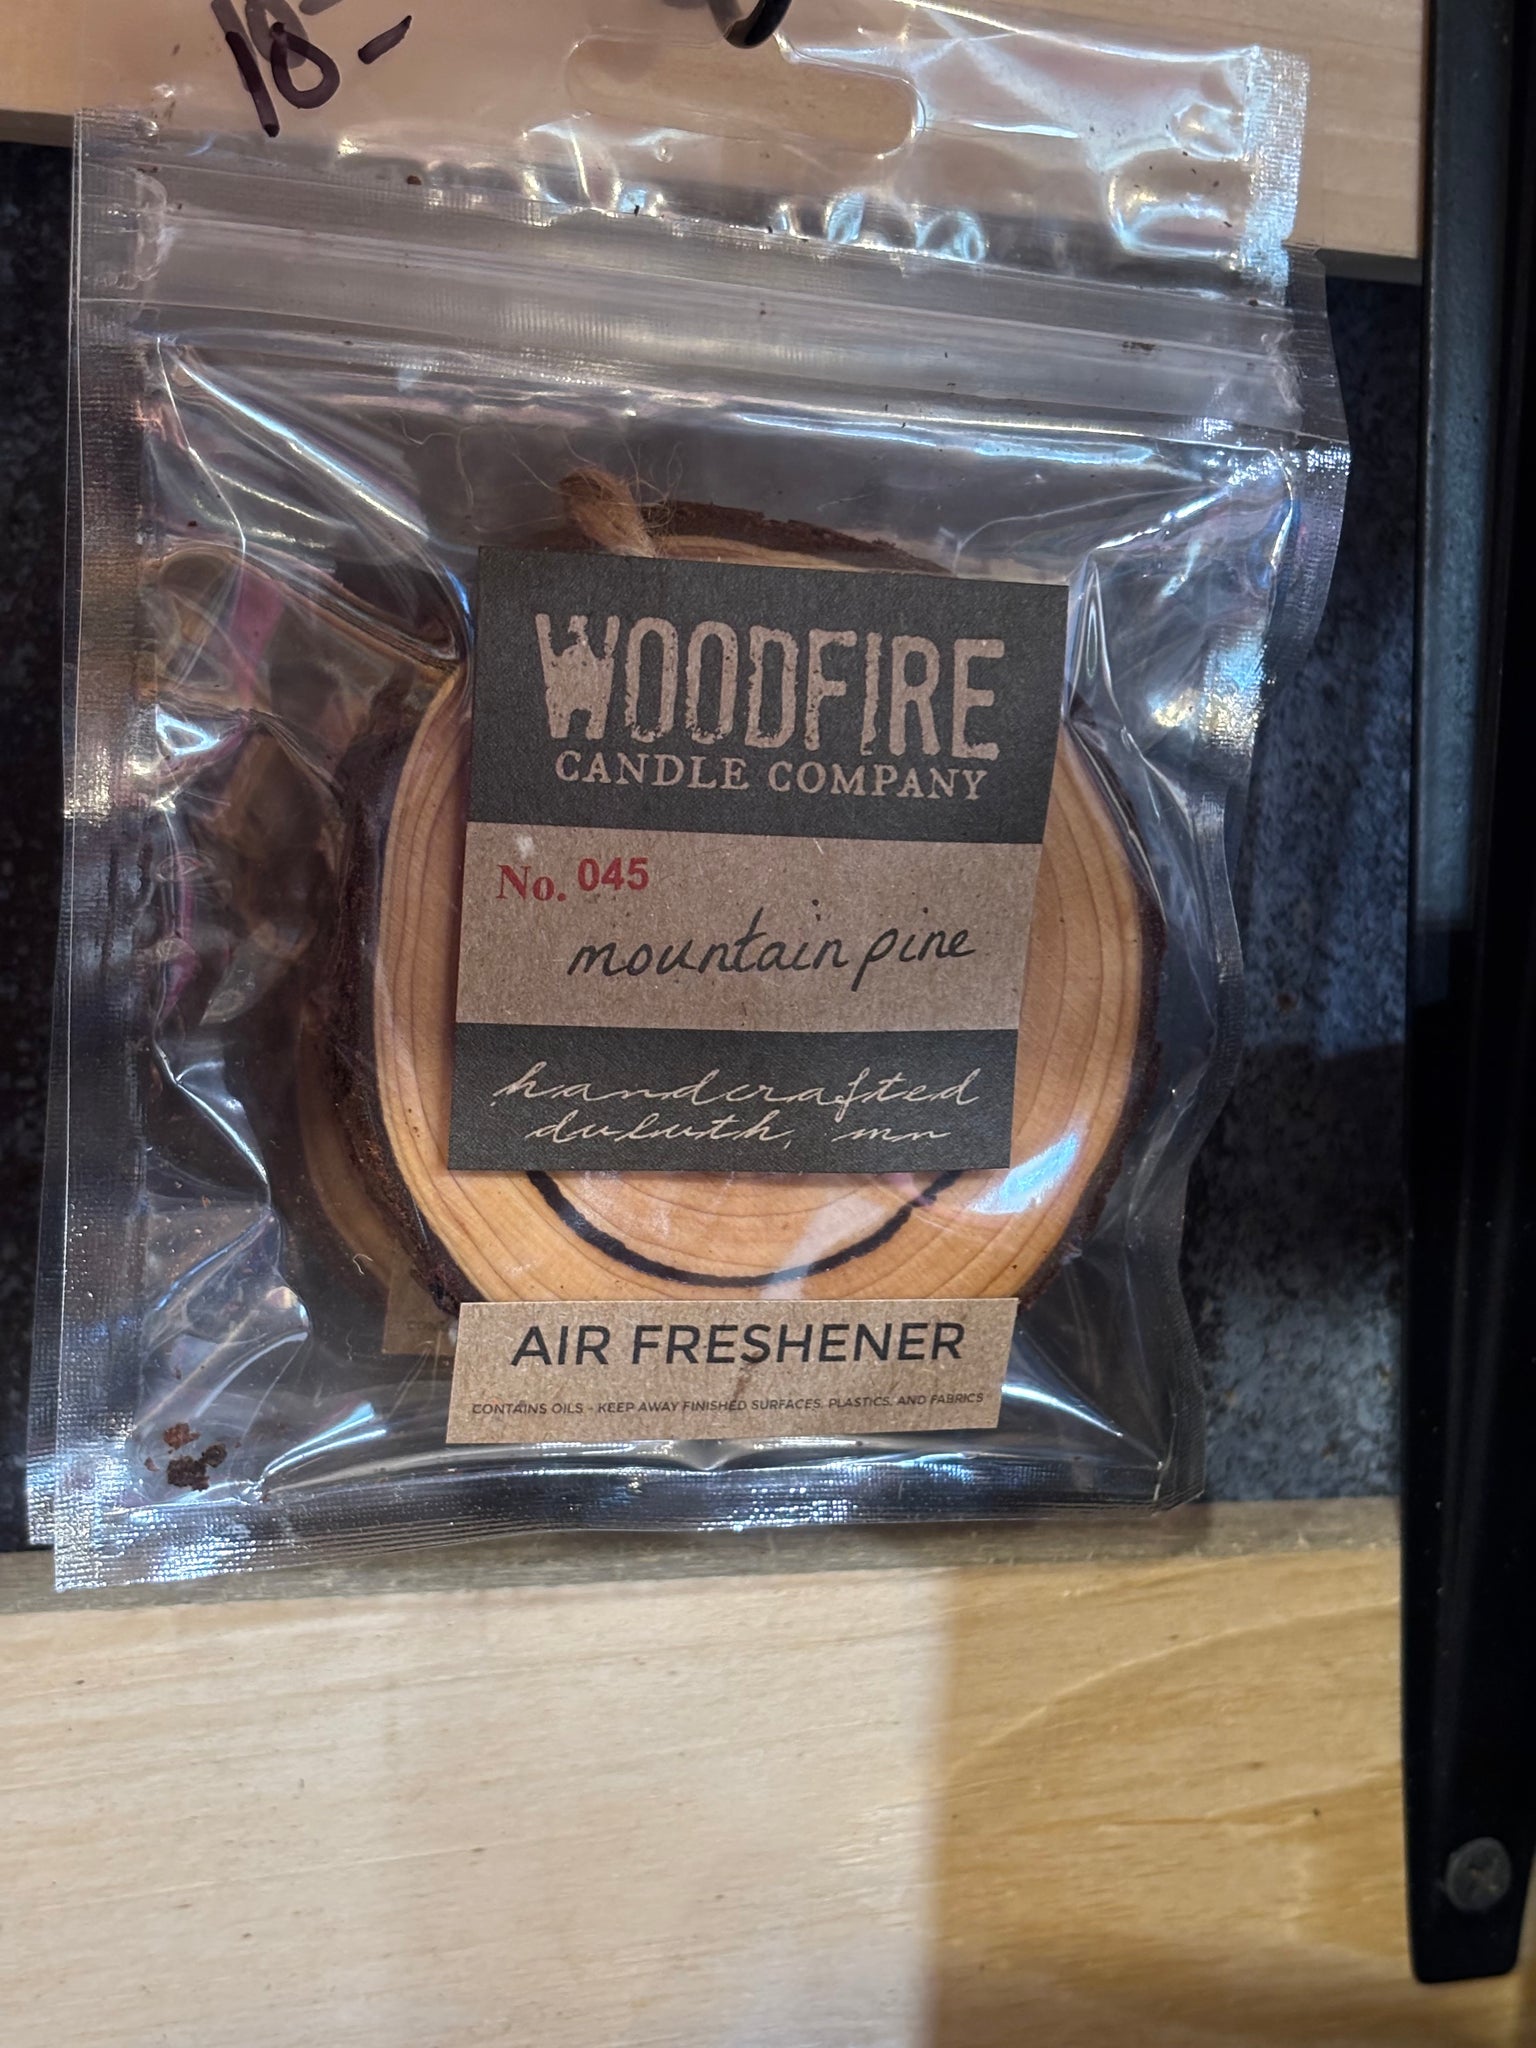 18-
WOODFIRE
CANDLE COMPANY
No. 045
mountain pine
handcrafted
duluth, mn
AIR FRESHENER
CONTAINS OILS - KEEP AWAY FINISHED SURFACES, PLASTICS, AND FABRICS